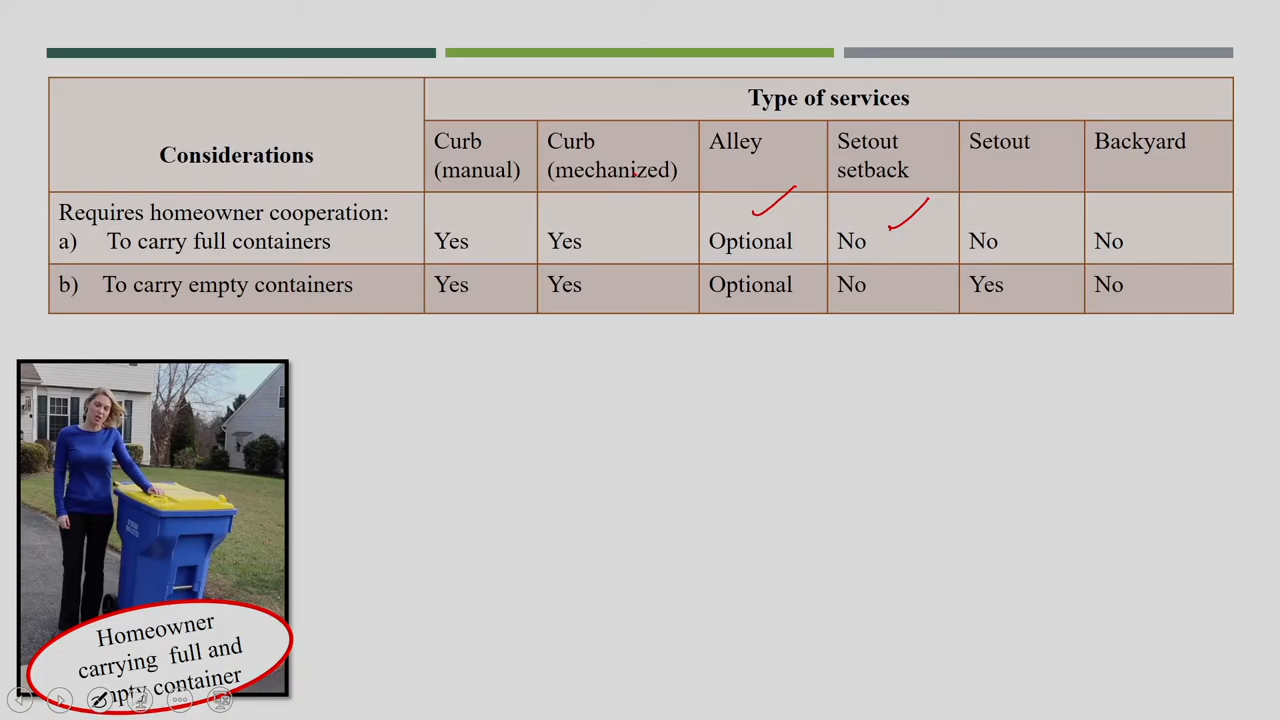 Type of services
Considerations
Curb (manual)
Curb (mechanized)
Alley
Setout setback
Setout
Backyard
Requires homeowner cooperation:
a) To carry full containers
Yes
Yes
Optional
No
No
No
b) To carry empty containers
Yes
Yes
Optional
No
Yes
No
Homeowner
carrying full and
container